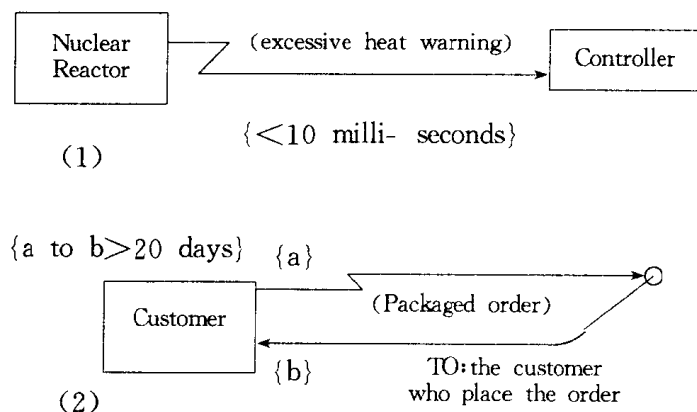 Nuclear
Reactor
(excessive heat warning)
Controller
{<10 milli- seconds}
(1)
{a to b>20 days}
{a}
Customer
(Packaged order)
{b}
TO: the customer
who place the order
(2)